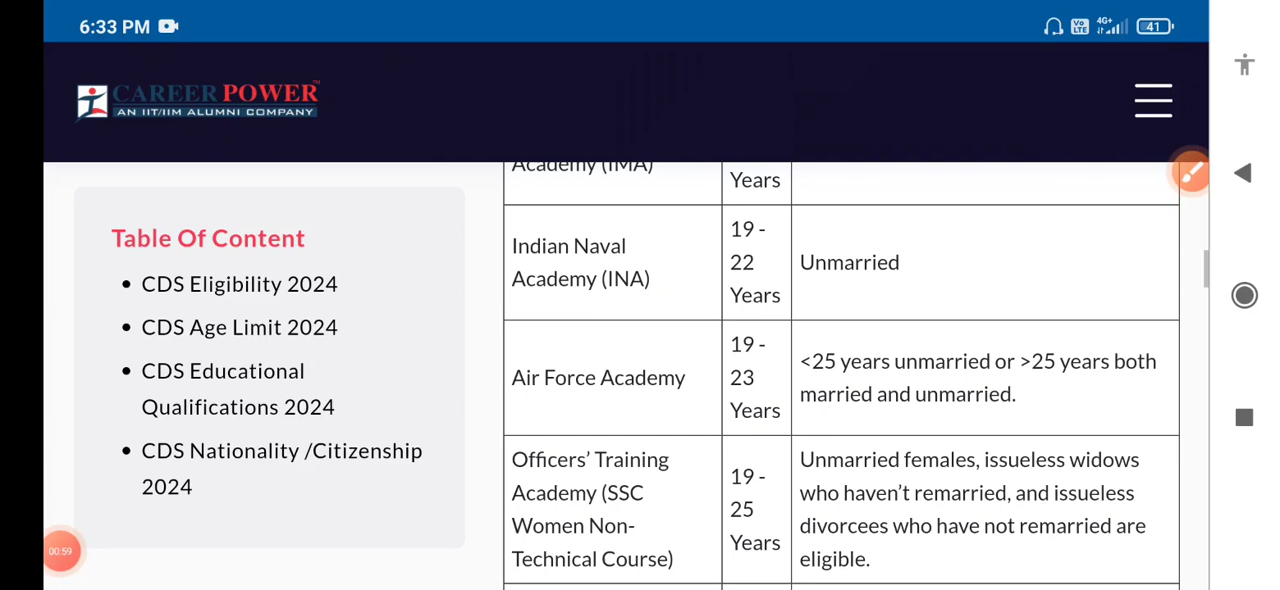 6:33 PM
Vo LTE 4G+ 41
CAREER POWER™
AN IIT/IIM ALUMNI COMPANY
Table Of Content
• CDS Eligibility 2024
• CDS Age Limit 2024
• CDS Educational
Qualifications 2024
• CDS Nationality /Citizenship
2024
Academy (IMA)
Years
Indian Naval
Academy (INA)
19 -
22
Years
Unmarried
Air Force Academy
19 -
23
Years
<25 years unmarried or >25 years both
married and unmarried.
Officers’ Training
Academy (SSC
Women Non-
Technical Course)
19 -
25
Years
Unmarried females, issueless widows
who haven’t remarried, and issueless
divorcees who have not remarried are
eligible.
00:59